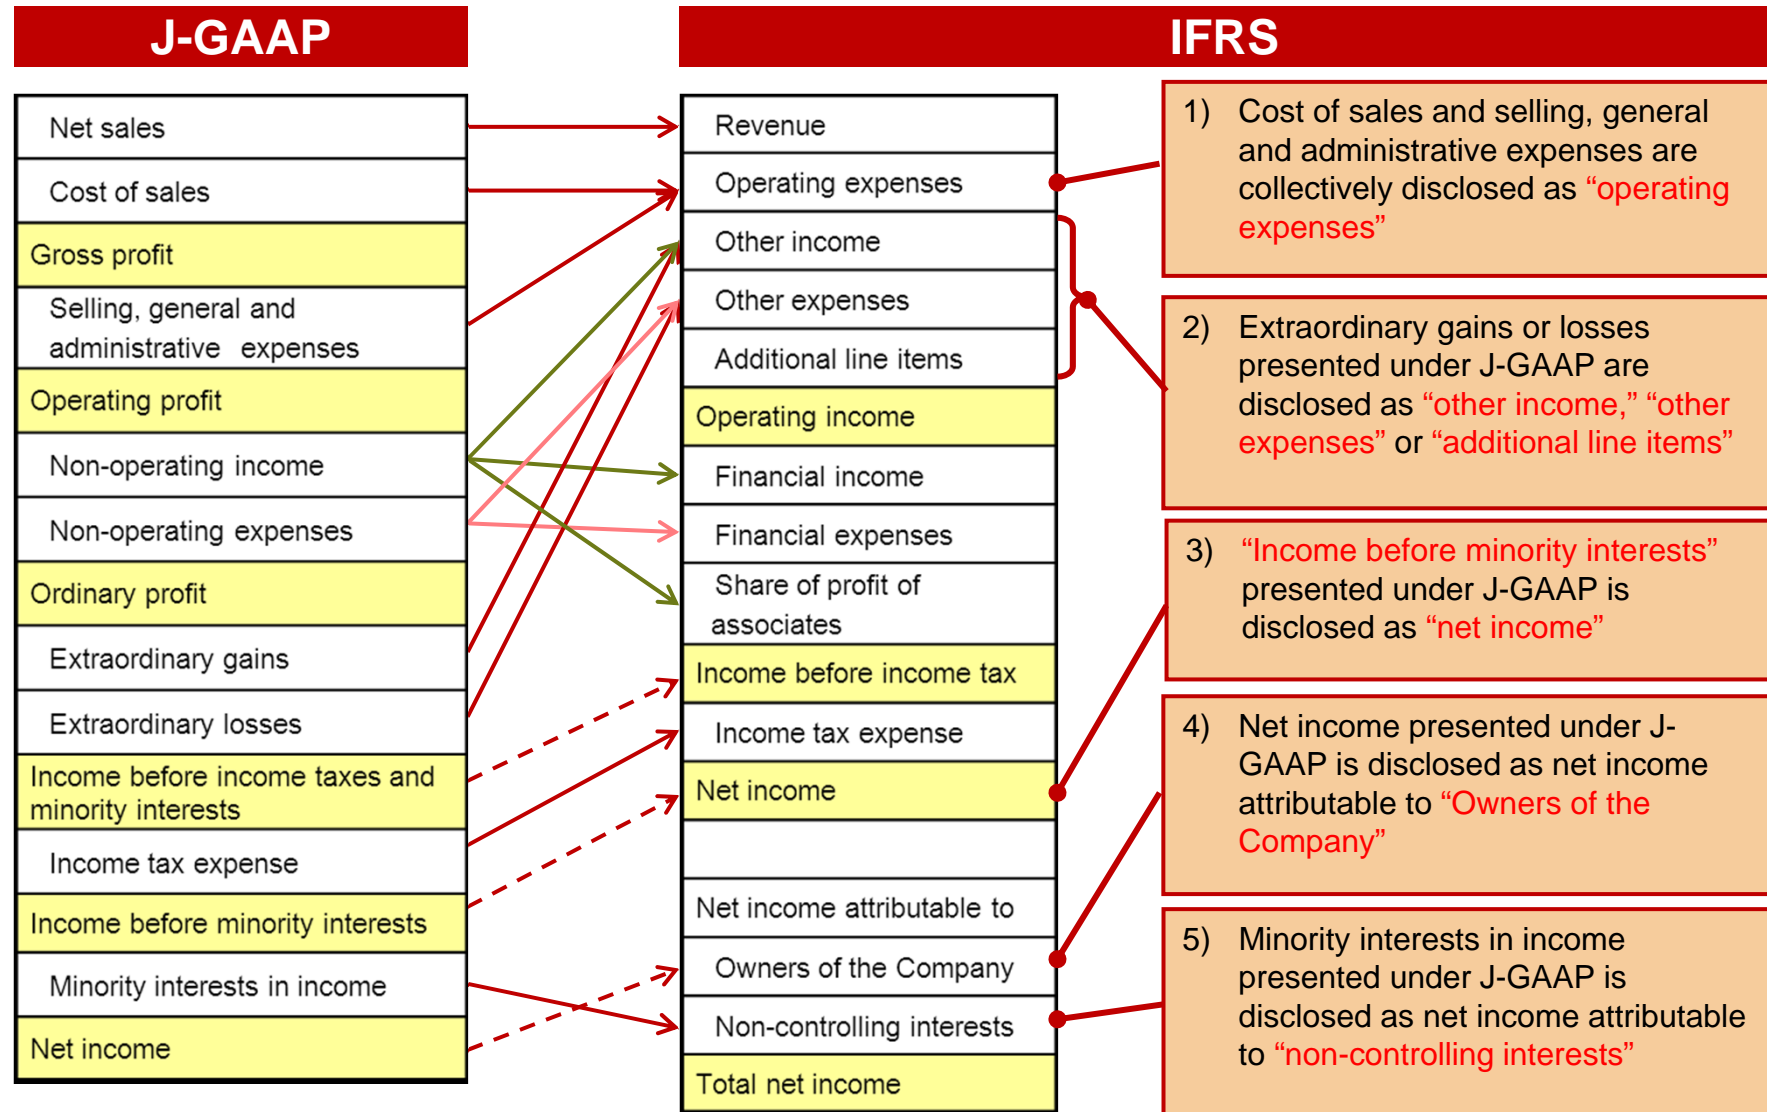 J-GAAP
IFRS
Net sales
Cost of sales
Gross profit
Selling, general and
administrative expenses
Operating profit
Non-operating income
Non-operating expenses
Ordinary profit
Extraordinary gains
Extraordinary losses
Income before income taxes and
minority interests
Income tax expense
Income before minority interests
Minority interests in income
Net income
Revenue
Operating expenses
Other income
Other expenses
Additional line items
Operating income
Financial income
Financial expenses
Share of profit of
associates
Income before income tax
Income tax expense
Net income
Net income attributable to
Owners of the Company
Non-controlling interests
Total net income
1) Cost of sales and selling, general
and administrative expenses are
collectively disclosed as “operating
expenses”
2) Extraordinary gains or losses
presented under J-GAAP are
disclosed as “other income,” “other
expenses” or “additional line items”
3) “Income before minority interests”
presented under J-GAAP is
disclosed as “net income”
4) Net income presented under J-
GAAP is disclosed as net income
attributable to “Owners of the
Company”
5) Minority interests in income
presented under J-GAAP is
disclosed as net income attributable
to “non-controlling interests”